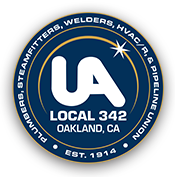 PLUMBERS, STEAMFITTERS, WELDERS, HVAC/R, & PIPELINE UNION
UA
LOCAL 342
OAKLAND, CA
• EST. 1914 •